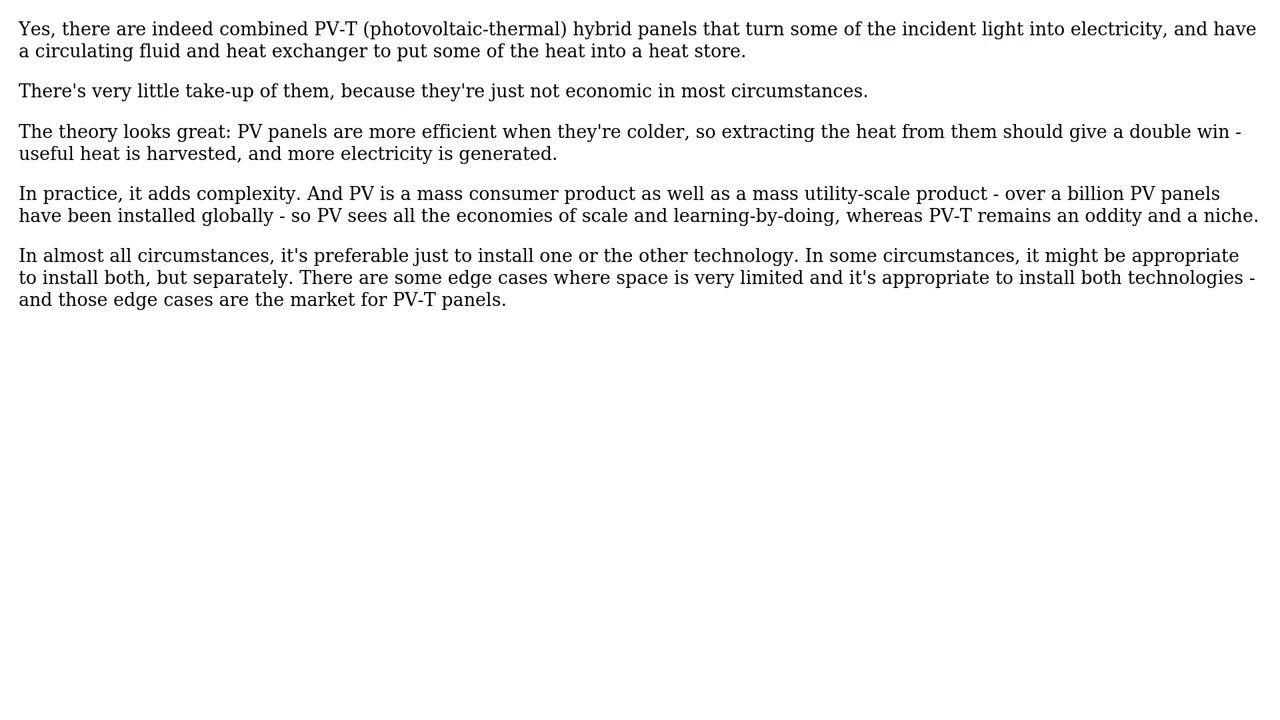 Yes, there are indeed combined PV-T (photovoltaic-thermal) hybrid panels that turn some of the incident light into electricity, and have
a circulating fluid and heat exchanger to put some of the heat into a heat store.
There's very little take-up of them, because they're just not economic in most circumstances.
The theory looks great: PV panels are more efficient when they're colder, so extracting the heat from them should give a double win -
useful heat is harvested, and more electricity is generated.
In practice, it adds complexity. And PV is a mass consumer product as well as a mass utility-scale product - over a billion PV panels
have been installed globally - so PV sees all the economies of scale and learning-by-doing, whereas PV-T remains an oddity and a niche.
In almost all circumstances, it's preferable just to install one or the other technology. In some circumstances, it might be appropriate
to install both, but separately. There are some edge cases where space is very limited and it's appropriate to install both technologies -
and those edge cases are the market for PV-T panels.